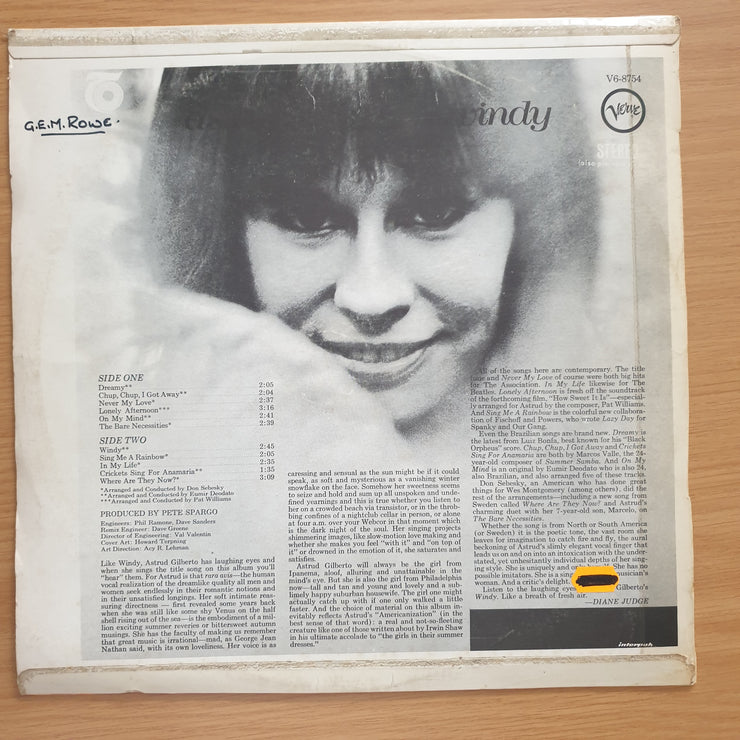 V6-8754
Verve
windy
G.E.M. ROWE.
STERE
(also
SIDE ONE
Dreamy** 2:05
Chup, Chup, I Got Away** 2:04
Never My Love* 2:37
Lonely Afternoon*** 3:16
On My Mind** 2:41
The Bare Necessities* 2:39
SIDE TWO
Windy** 2:45
Sing Me A Rainbow* 2:05
In My Life* 2:35
Crickets Sing For Anamaria** 1:35
Where Are They Now?* 3:09
*Arranged and Conducted by Don Sebesky
**Arranged and Conducted by Eumir Deodato
***Arranged and Conducted by Pat Williams
PRODUCED BY PETE SPARGO
Engineers: Phil Ramone, Dave Sanders
Remix Engineer: Dave Greene
Director of Engineering: Val Valentin
Cover Art: Howard Terpning
Art Direction: Acy R. Lehman
Like Windy, Astrud Gilberto has laughing eyes and
when she sings the title song on this album you'll
"hear" them. For Astrud is that rara avis—the human
vocal realization of the dreamlike quality all men and
women seek endlessly in their romantic notions and
in their unsatisfied longings. Her soft intimate reas-
suring directness — first revealed some years back
when she was still like some shy Venus on the half
shell rising out of the sea—is the embodiment of a mil-
lion exciting summer reveries or bittersweet autumn
musings. She has the faculty of making us remember
that great music is irrational—mad, as George Jean
Nathan said, with its own loveliness. Her voice is as
caressing and sensual as the sun might be if it could
speak, as soft and mysterious as a vanishing winter
snowflake on the face. Somehow her sweetness seems
to seize and hold and sum up all unspoken and unde-
fined yearnings and this is true whether you listen to
her on a crowded beach via transistor, or in the throb-
bing confines of a nightclub cellar in person, or alone
at four a.m. over your Webcor in that moment which
is the dark night of the soul. Her singing projects
shimmering images, like slow-motion love making and
whether she makes you feel "with it" and "on top of
it" or drowned in the emotion of it, she saturates and
satisfies.
Astrud Gilberto will always be the girl from
Ipanema, aloof, alluring and unattainable in the
mind's eye. But she is also the girl from Philadelphia
now—tall and tan and young and lovely and a sub-
limely happy suburban housewife. The girl one might
actually catch up with if one only walked a little
faster. And the choice of material on this album in-
evitably reflects Astrud's "Americanization" (in the
best sense of that word): a real and not-so-fleeting
creature like one of those written about by Irwin Shaw
in his ultimate accolade to "the girls in their summer
dresses."
All of the songs here are contemporary. The title
tune and Never My Love of course were both big hits
for The Association. In My Life likewise for The
Beatles. Lonely Afternoon is fresh off the soundtrack
of the forthcoming film, "How Sweet It Is"—especial-
ly arranged for Astrud by the composer, Pat Williams.
And Sing Me A Rainbow is the colorful new collabora-
tion of Fischoff and Powers, who wrote Lazy Day for
Spanky and Our Gang.
Even the Brazilian songs are brand new. Dreamy is
the latest from Luiz Bonfa, best known for his "Black
Orpheus" score. Chup, Chup, I Got Away and Crickets
Sing For Anamaria are both by Marcos Valle, the 24-
year-old composer of Summer Samba. And On My
Mind is an original by Eumir Deodato who is also 24,
also Brazilian, and also arranged five of these tracks.
Don Sebesky, an American who has done great
things for Wes Montgomery (among others), did the
rest of the arrangements—including a new song from
Sweden called Where Are They Now? and Astrud's
charming duet with her 7-year-old son, Marcelo, on
The Bare Necessities.
Whether the song is from North or South America
(or Sweden) it is the poetic tone, the vast room she
leaves for imagination to catch fire and fly, the aural
beckoning of Astrud's slimly elegant vocal finger that
leads us on and on into an intoxication with the under-
stated, yet unhesitantly individual depths of her sing-
ing style. She is uniquely and or She has no
possible imitators. She is a sing musician's
woman. And a critic's delight.
Listen to the laughing eyes Gilberto's
Windy. Like a breath of fresh air.
—DIANE JUDGE
interpak